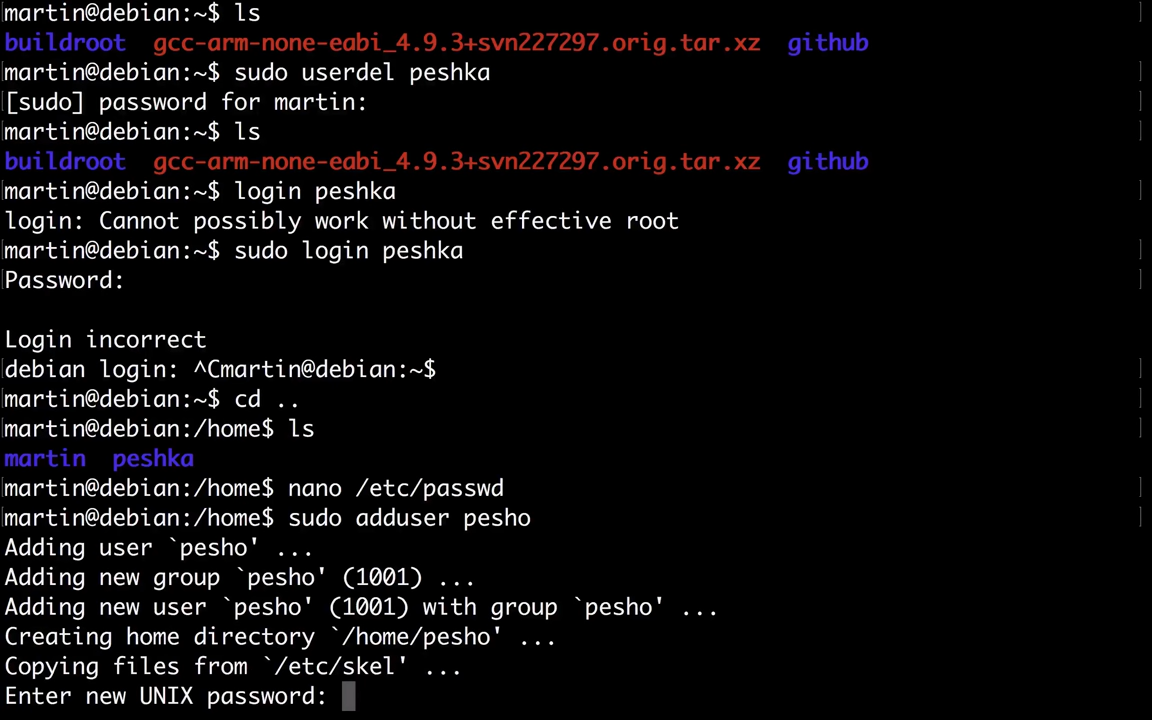 martin@debian:~$ ls
buildroot  gcc-arm-none-eabi_4.9.3+svn227297.orig.tar.xz  github
martin@debian:~$ sudo userdel peshka
[sudo] password for martin:
martin@debian:~$ ls
buildroot  gcc-arm-none-eabi_4.9.3+svn227297.orig.tar.xz  github
martin@debian:~$ login peshka
login: Cannot possibly work without effective root
martin@debian:~$ sudo login peshka
Password:
Login incorrect
debian login: ^Cmartin@debian:~$
martin@debian:~$ cd ..
martin@debian:/home$ ls
martin  peshka
martin@debian:/home$ nano /etc/passwd
martin@debian:/home$ sudo adduser pesho
Adding user `pesho' ...
Adding new group `pesho' (1001) ...
Adding new user `pesho' (1001) with group `pesho' ...
Creating home directory `/home/pesho' ...
Copying files from `/etc/skel' ...
Enter new UNIX password: